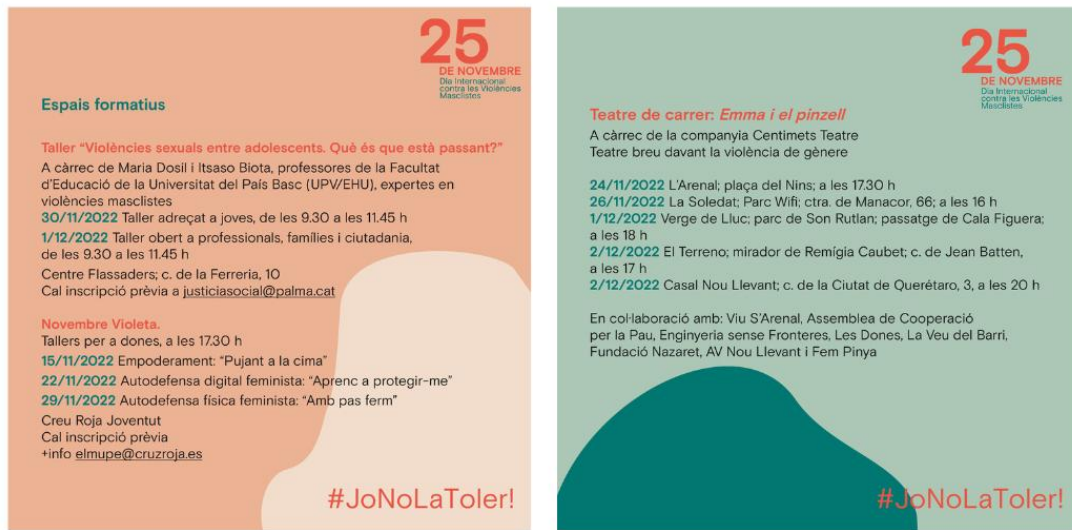 25
DE NOVEMBRE
Dia Internacional
contra les Violències
Masclistes
Espais formatius
Taller “Violències sexuals entre adolescents. Què és que està passant?”
A càrrec de Maria Dosil i Itsaso Biota, professores de la Facultat
d’Educació de la Universitat del País Basc (UPV/EHU), expertes en
violències masclistes
30/11/2022 Taller adreçat a joves, de les 9.30 a les 11.45 h
1/12/2022 Taller obert a professionals, famílies i ciutadania,
de les 9.30 a les 11.45 h
Centre Flassaders; c. de la Ferreria, 10
Cal inscripció prèvia a justiciasocial@palma.cat
Novembre Violeta.
Tallers per a dones, a les 17.30 h
15/11/2022 Empoderament: “Pujant a la cima”
22/11/2022 Autodefensa digital feminista: “Aprenc a protegir-me”
29/11/2022 Autodefensa física feminista: “Amb pas ferm”
Creu Roja Joventut
Cal inscripció prèvia
+info elmupe@cruzroja.es
#JoNoLaToler!
25
DE NOVEMBRE
Dia Internacional
contra les Violències
Masclistes
Teatre de carrer: Emma i el pinzell
A càrrec de la companyia Centimets Teatre
Teatre breu davant la violència de gènere
24/11/2022 L’Arenal; plaça del Nins; a les 17.30 h
26/11/2022 La Soledat; Parc Wifi; ctra. de Manacor, 66; a les 16 h
1/12/2022 Verge de Lluc; parc de Son Rutlan; passatge de Cala Figuera;
a les 18 h
2/12/2022 El Terreno; mirador de Remígia Caubet; c. de Jean Batten,
a les 17 h
2/12/2022 Casal Nou Llevant; c. de la Ciutat de Querétaro, 3, a les 20 h
En col·laboració amb: Viu S’Arenal, Assemblea de Cooperació
per la Pau, Enginyeria sense Fronteres, Les Dones, La Veu del Barri,
Fundació Nazaret, AV Nou Llevant i Fem Pinya
#JoNoLaToler!